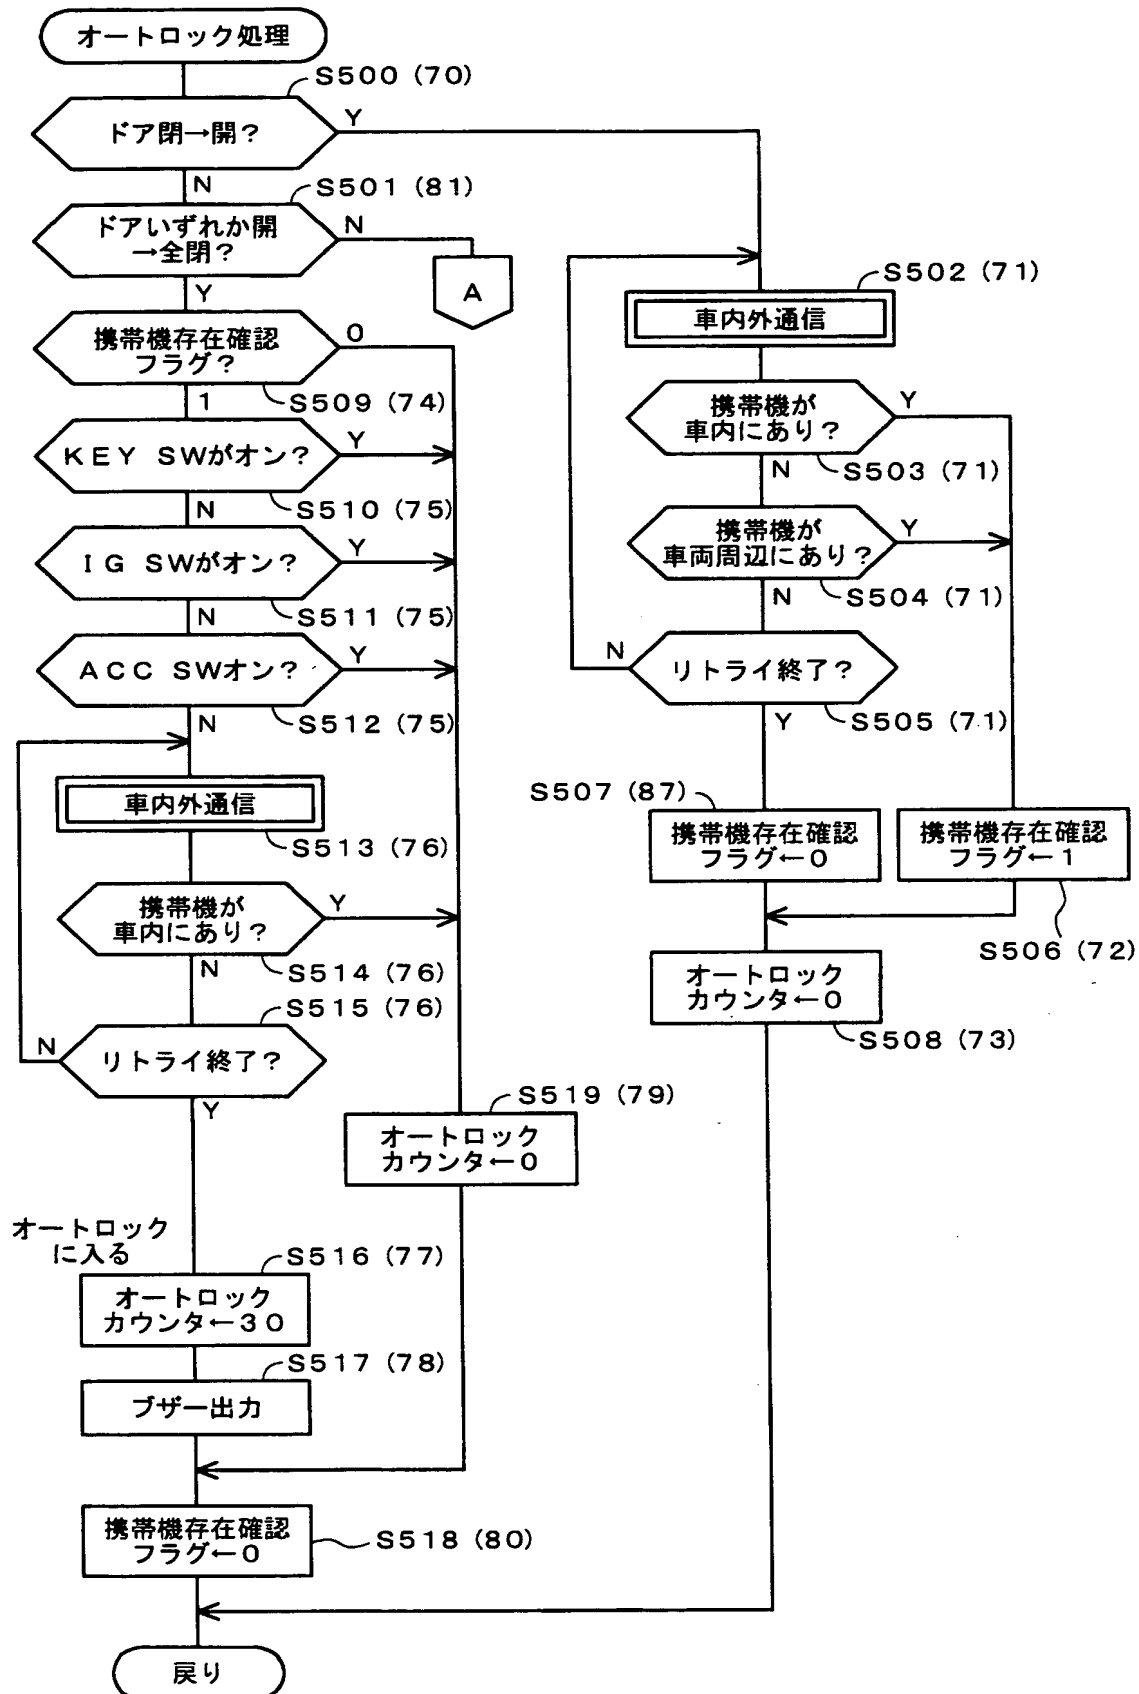 オートロック処理
S500(70)
ドア閉→開?
Y
N
S501(81)
ドアいずれか開
→全閉?
N
A
Y
携帯機存在確認
フラグ?
0
1
S509(74)
KEY SWがオン?
Y
N
S510(75)
IG SWがオン?
Y
N
S511(75)
ACC SWオン?
Y
N
S512(75)
車内外通信
S513(76)
携帯機が
車内にあり?
Y
N
S514(76)
S515(76)
リトライ終了?
N
Y
S519(79)
オートロック
カウンタ←0
オートロック
に入る
S516(77)
オートロック
カウンタ←30
S517(78)
ブザー出力
携帯機存在確認
フラグ←0
S518(80)
戻り
S502(71)
車内外通信
携帯機が
車内にあり?
Y
N
S503(71)
携帯機が
車両周辺にあり?
Y
N
S504(71)
リトライ終了?
N
Y
S505(71)
S507(87)
携帯機存在確認
フラグ←0
携帯機存在確認
フラグ←1
S506(72)
オートロック
カウンタ←0
S508(73)